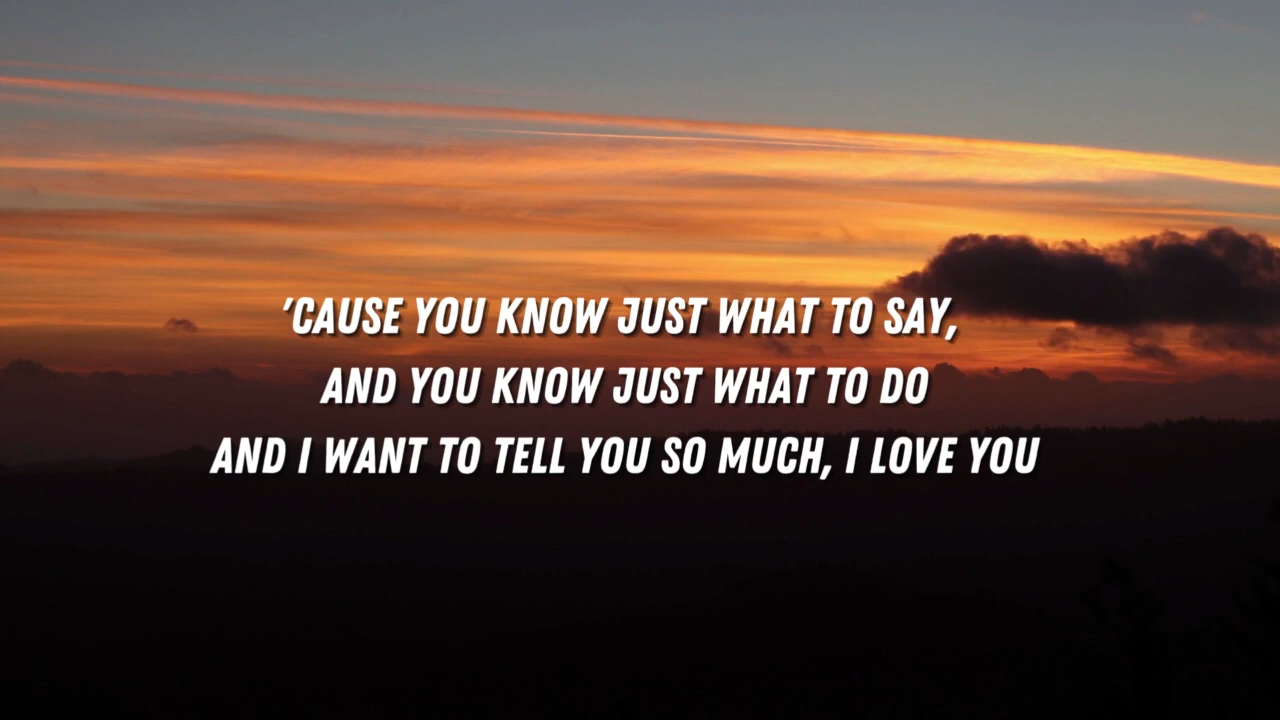 'CAUSE YOU KNOW JUST WHAT TO SAY,
AND YOU KNOW JUST WHAT TO DO
AND I WANT TO TELL YOU SO MUCH, I LOVE YOU